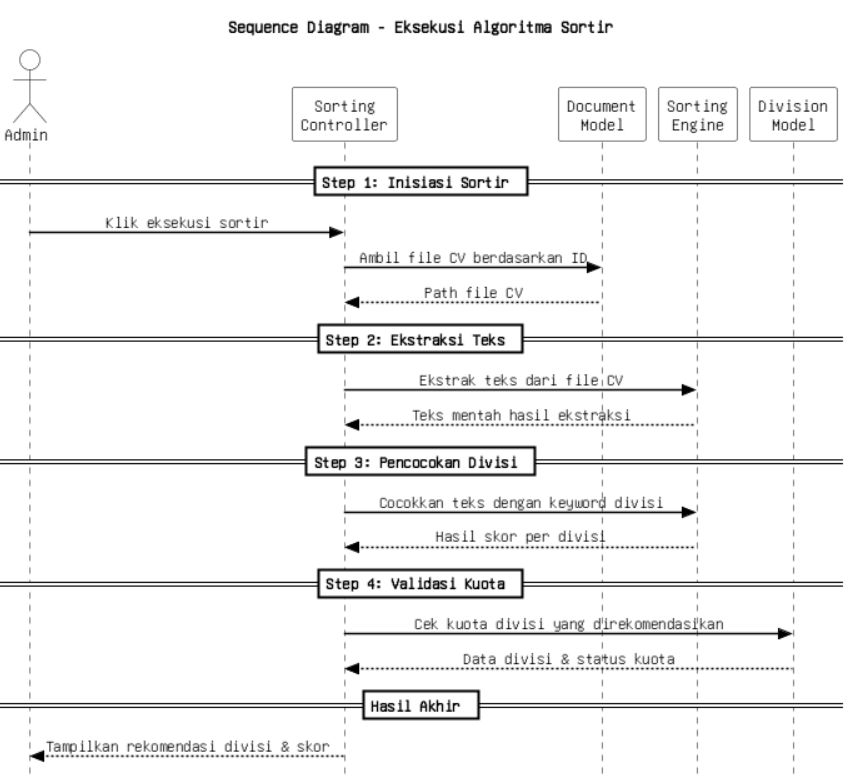 Sequence Diagram - Eksekusi Algoritma Sortir
Admin
Sorting
Controller
Document
Model
Sorting
Engine
Division
Model
Step 1: Inisiasi Sortir
Klik eksekusi sortir
Ambil file CV berdasarkan ID
Path file CV
Step 2: Ekstraksi Teks
Ekstrak teks dari file CV
Teks mentah hasil ekstraksi
Step 3: Pencocokan Divisi
Cocokkan teks dengan keyword divisi
Hasil skor per divisi
Step 4: Validasi Kuota
Cek kuota divisi yang direkomendasikan
Data divisi & status kuota
Hasil Akhir
Tampilkan rekomendasi divisi & skor